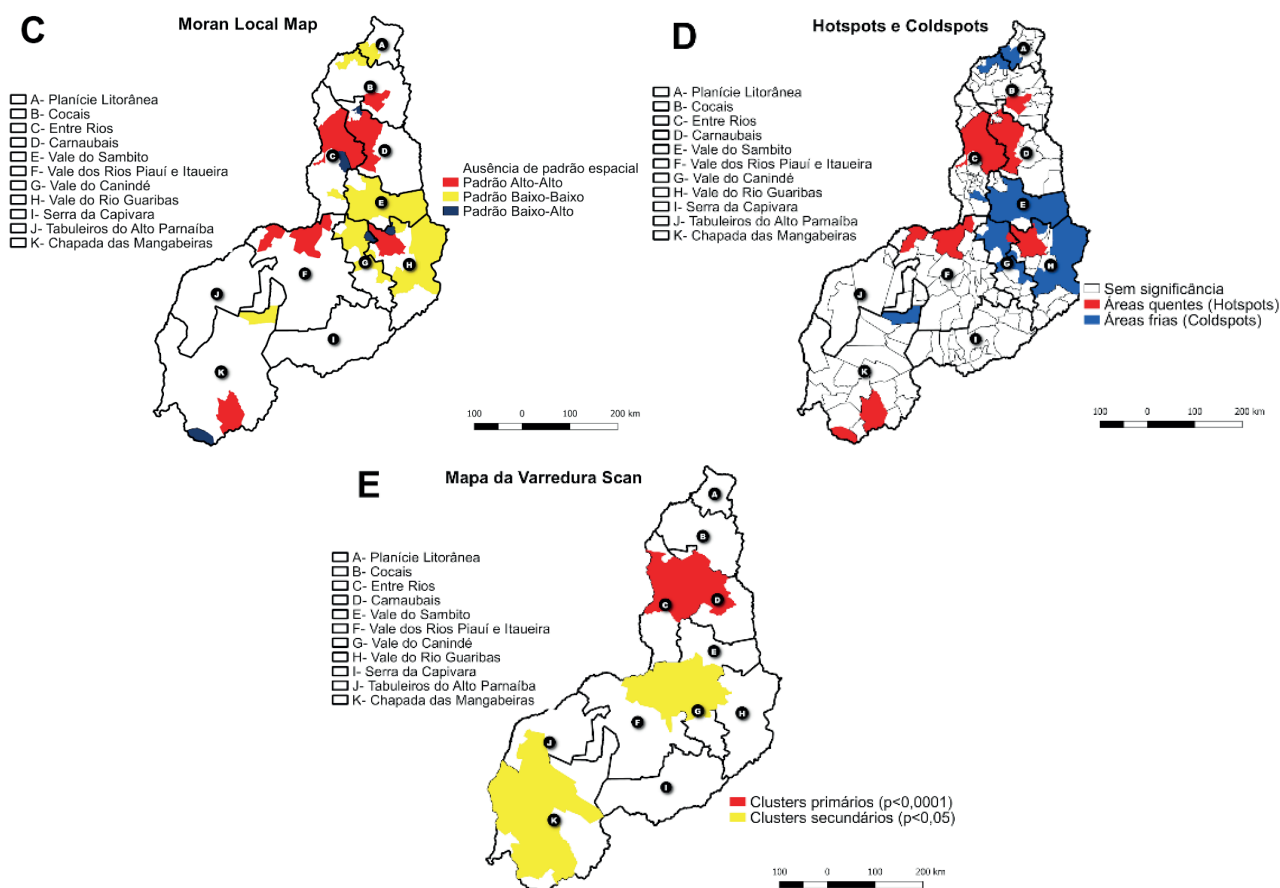 C
Moran Local Map
A- Planície Litorânea
B- Cocais
C- Entre Rios
D- Carnaubais
E- Vale do Sambito
F- Vale dos Rios Piauí e Itaueira
G- Vale do Canindé
H- Vale do Rio Guaribas
I- Serra da Capivara
J- Tabuleiros do Alto Parnaíba
K- Chapada das Mangabeiras
A
B
C
D
E
F
G
H
I
J
K
Ausência de padrão espacial
Padrão Alto-Alto
Padrão Baixo-Baixo
Padrão Baixo-Alto
100 0 100 200 km
D
Hotspots e Coldspots
A- Planície Litorânea
B- Cocais
C- Entre Rios
D- Carnaubais
E- Vale do Sambito
F- Vale dos Rios Piauí e Itaueira
G- Vale do Canindé
H- Vale do Rio Guaribas
I- Serra da Capivara
J- Tabuleiros do Alto Parnaíba
K- Chapada das Mangabeiras
A
B
C
D
E
F
G
H
I
J
K
Sem significância
Áreas quentes (Hotspots)
Áreas frias (Coldspots)
100 0 100 200 km
E
Mapa da Varredura Scan
A- Planície Litorânea
B- Cocais
C- Entre Rios
D- Carnaubais
E- Vale do Sambito
F- Vale dos Rios Piauí e Itaueira
G- Vale do Canindé
H- Vale do Rio Guaribas
I- Serra da Capivara
J- Tabuleiros do Alto Parnaíba
K- Chapada das Mangabeiras
A
B
C
D
E
F
G
H
I
J
K
Clusters primários (p<0,0001)
Clusters secundários (p<0,05)
100 0 100 200 km